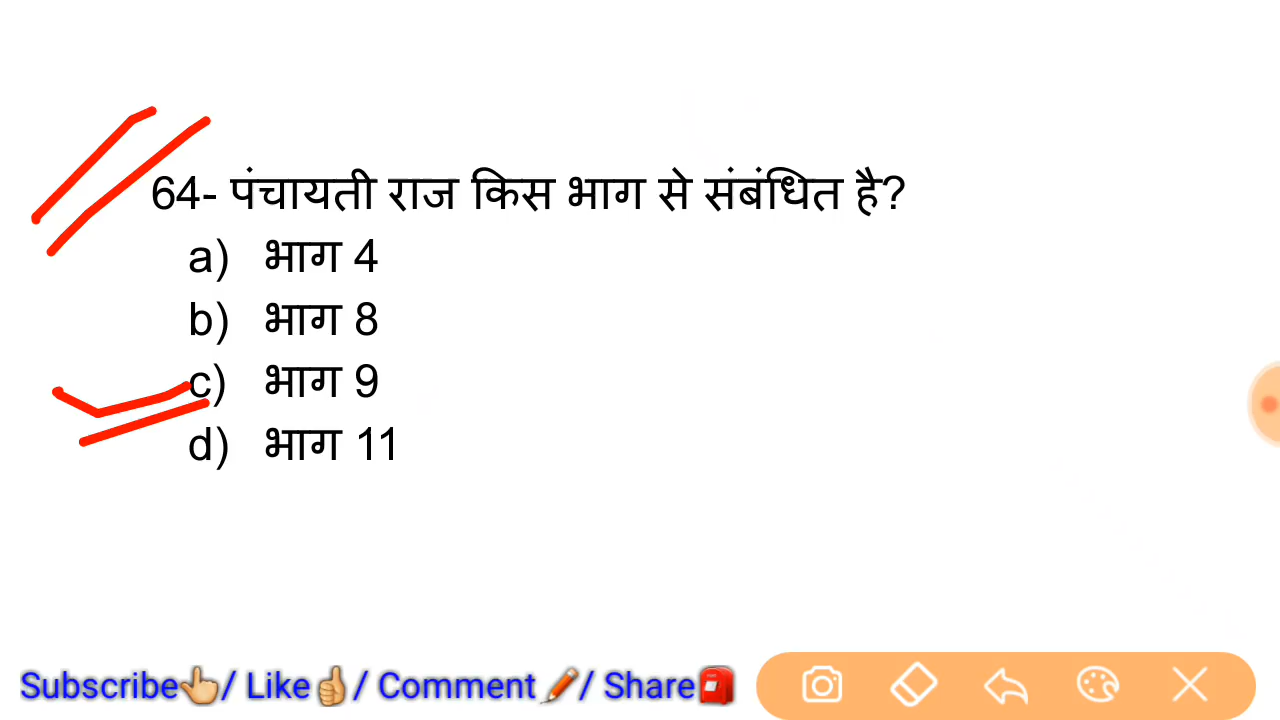 64- पंचायती राज किस भाग से संबंधित है?
a) भाग 4
b) भाग 8
c) भाग 9
d) भाग 11
Subscribe👆/ Like👍/ Comment ✏️/ Share📮